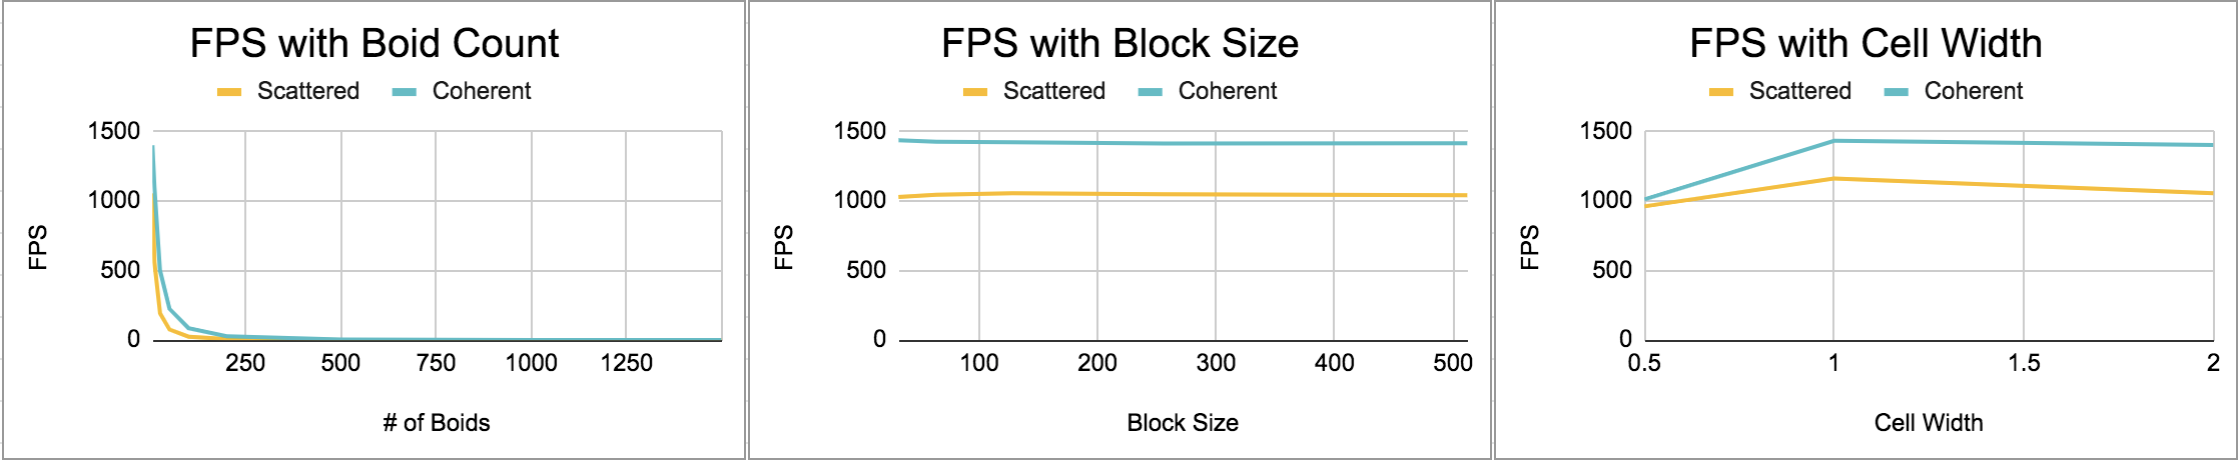 FPS with Boid Count
Scattered Coherent
1500
1000
500
0
FPS
250 500 750 1000 1250
# of Boids
FPS with Block Size
Scattered Coherent
1500
1000
500
0
FPS
100 200 300 400 500
Block Size
FPS with Cell Width
Scattered Coherent
1500
1000
500
0
FPS
0.5 1 1.5 2
Cell Width